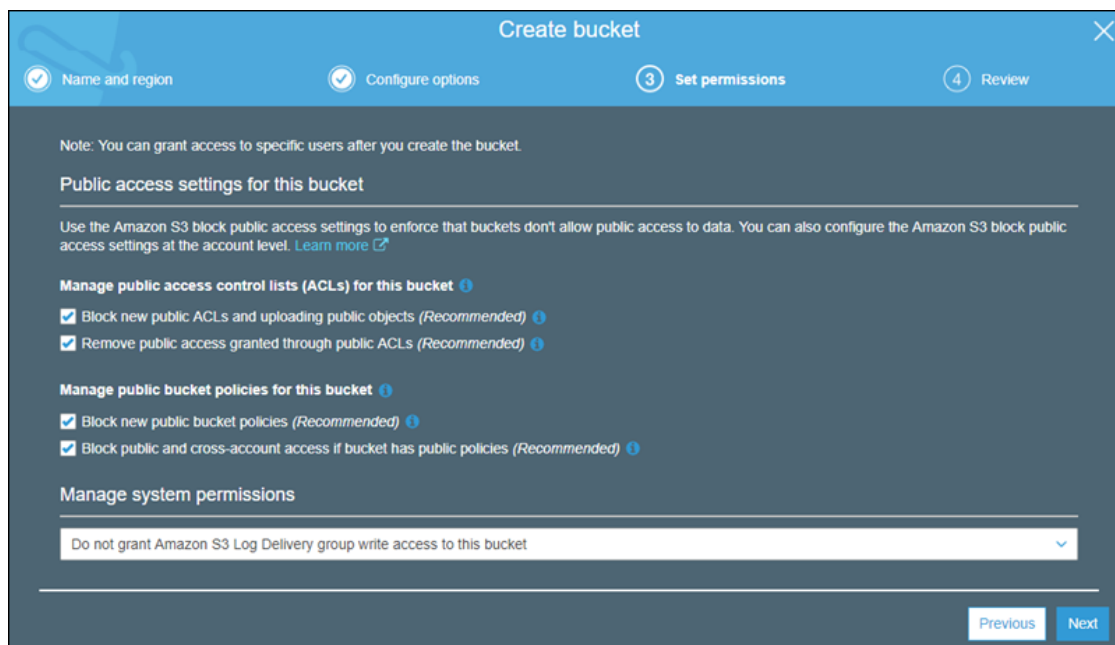 Create bucket
Name and region
Configure options
3 Set permissions
4 Review
Note: You can grant access to specific users after you create the bucket.
Public access settings for this bucket
Use the Amazon S3 block public access settings to enforce that buckets don't allow public access to data. You can also configure the Amazon S3 block public
access settings at the account level. Learn more
Manage public access control lists (ACLs) for this bucket
Block new public ACLs and uploading public objects (Recommended)
Remove public access granted through public ACLs (Recommended)
Manage public bucket policies for this bucket
Block new public bucket policies (Recommended)
Block public and cross-account access if bucket has public policies (Recommended)
Manage system permissions
Do not grant Amazon S3 Log Delivery group write access to this bucket
Previous
Next